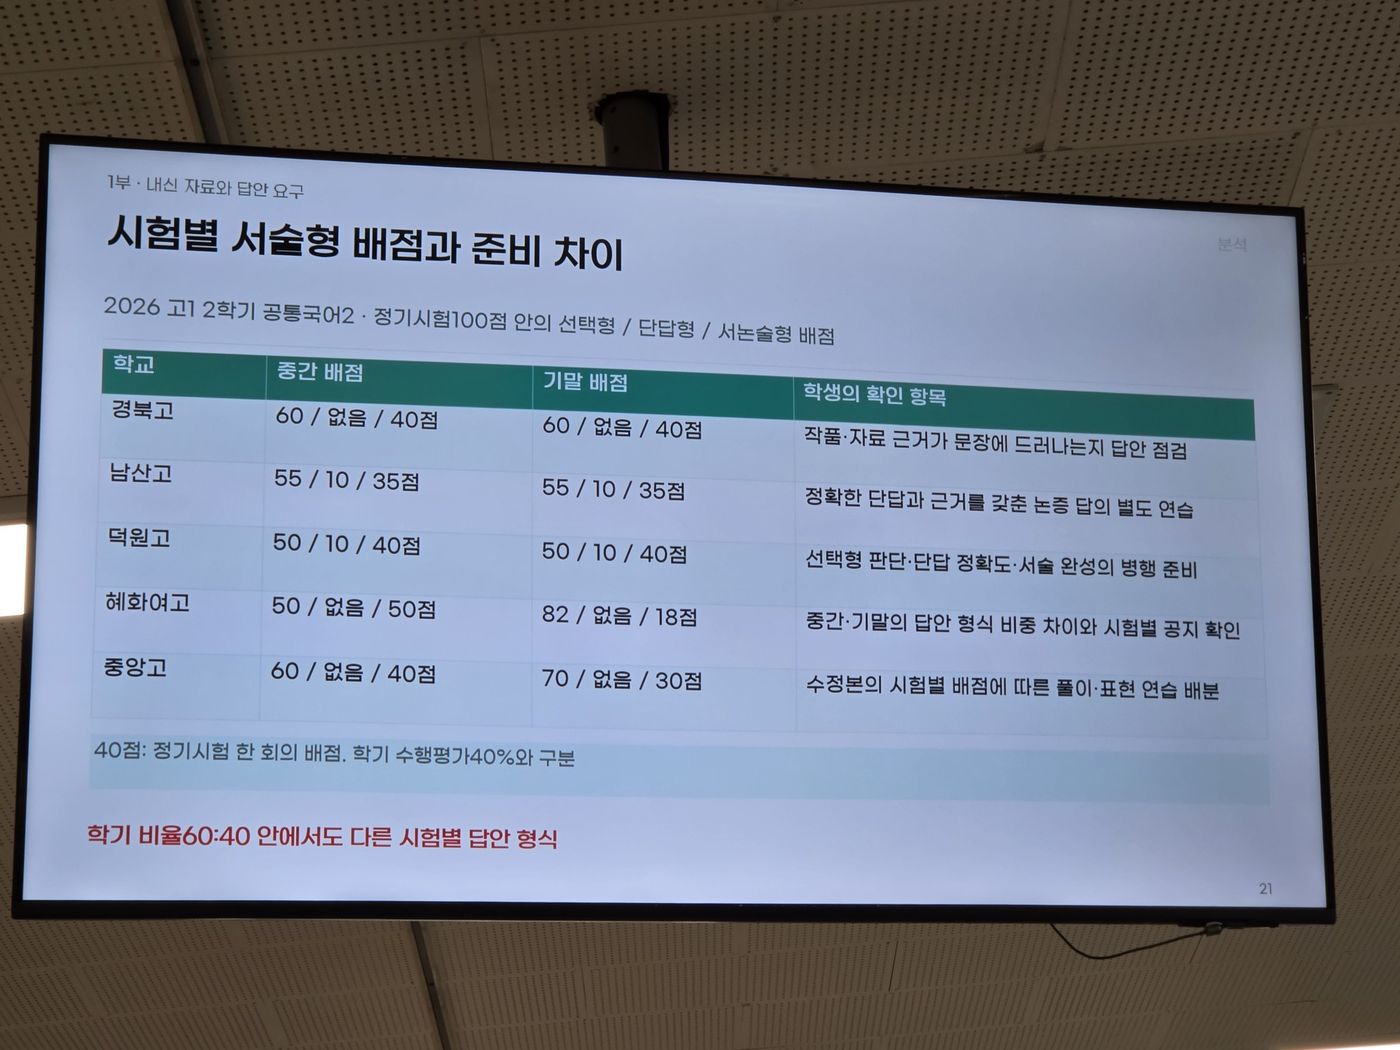 1부 · 내신 자료와 답안 요구
분석
시험별 서술형 배점과 준비 차이
2026 고1 2학기 공통국어2 · 정기시험100점 안의 선택형 / 단답형 / 서논술형 배점
학교 중간 배점 기말 배점 학생의 확인 항목
경북고 60 / 없음 / 40점 60 / 없음 / 40점 작품·자료 근거가 문장에 드러나는지 답안 점검
남산고 55 / 10 / 35점 55 / 10 / 35점 정확한 단답과 근거를 갖춘 논증 답의 별도 연습
덕원고 50 / 10 / 40점 50 / 10 / 40점 선택형 판단·단답 정확도·서술 완성의 병행 준비
혜화여고 50 / 없음 / 50점 82 / 없음 / 18점 중간·기말의 답안 형식 비중 차이와 시험별 공지 확인
중앙고 60 / 없음 / 40점 70 / 없음 / 30점 수정본의 시험별 배점에 따른 풀이·표현 연습 배분
40점: 정기시험 한 회의 배점. 학기 수행평가40%와 구분
학기 비율60:40 안에서도 다른 시험별 답안 형식
21